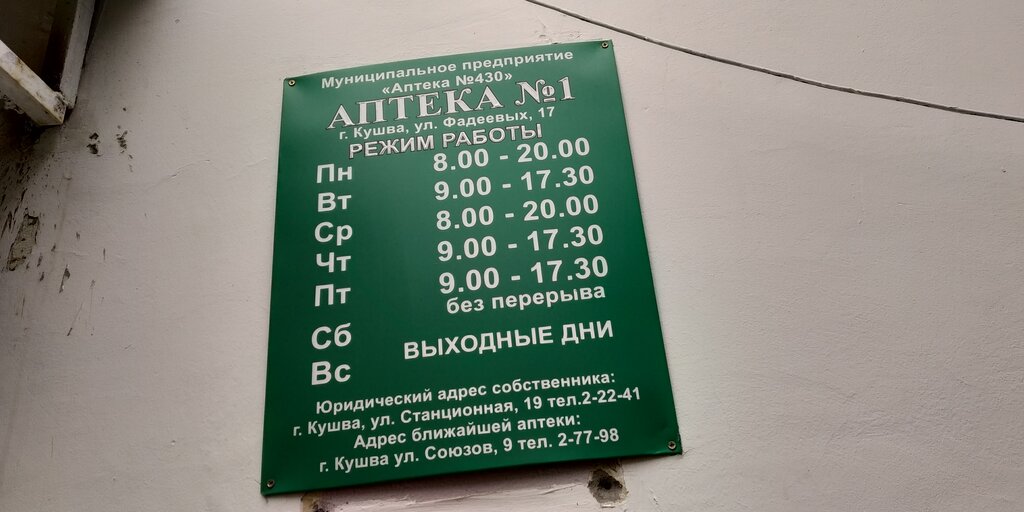 Муниципальное предприятие
«Аптека №430»
АПТЕКА №1
г. Кушва, ул. Фадеевых, 17
РЕЖИМ РАБОТЫ
Пн 8.00 - 20.00
Вт 9.00 - 17.30
Ср 8.00 - 20.00
Чт 9.00 - 17.30
Пт 9.00 - 17.30
без перерыва
Сб
ВЫХОДНЫЕ ДНИ
Вс
Юридический адрес собственника:
г. Кушва, ул. Станционная, 19 тел.2-22-41
Адрес ближайшей аптеки:
г. Кушва ул. Союзов, 9 тел. 2-77-98